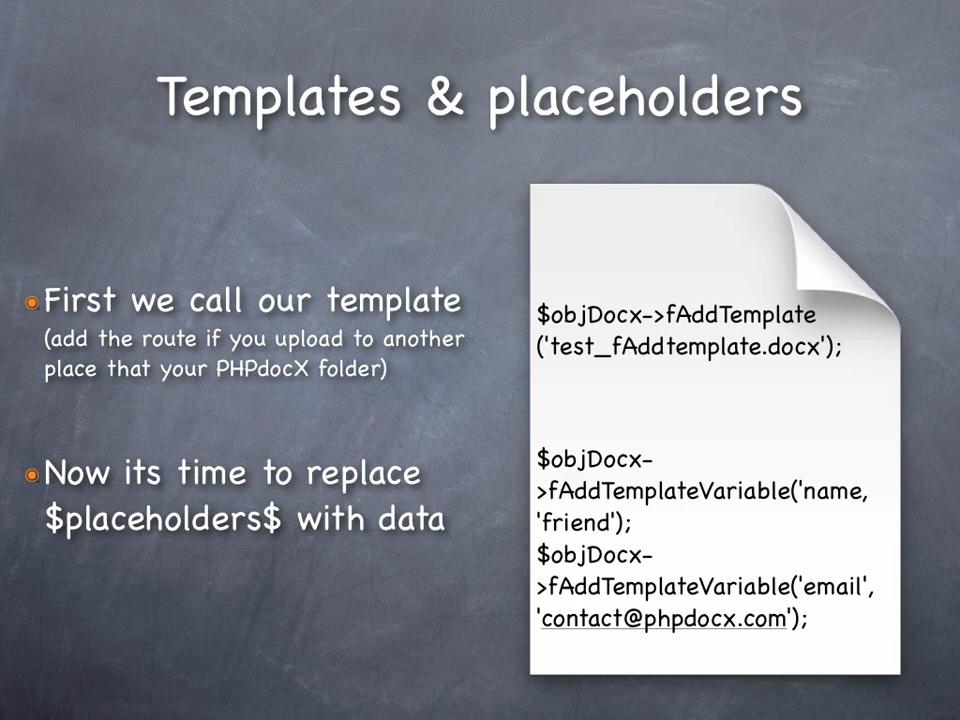 Templates & placeholders
First we call our template
(add the route if you upload to another
place that your PHPdocX folder)
Now its time to replace
$placeholders$ with data
$objDocx->fAddTemplate
('test_fAddtemplate.docx');
$objDocx-
>fAddTemplateVariable('name,
'friend');
$objDocx-
>fAddTemplateVariable('email',
'contact@phpdocx.com');